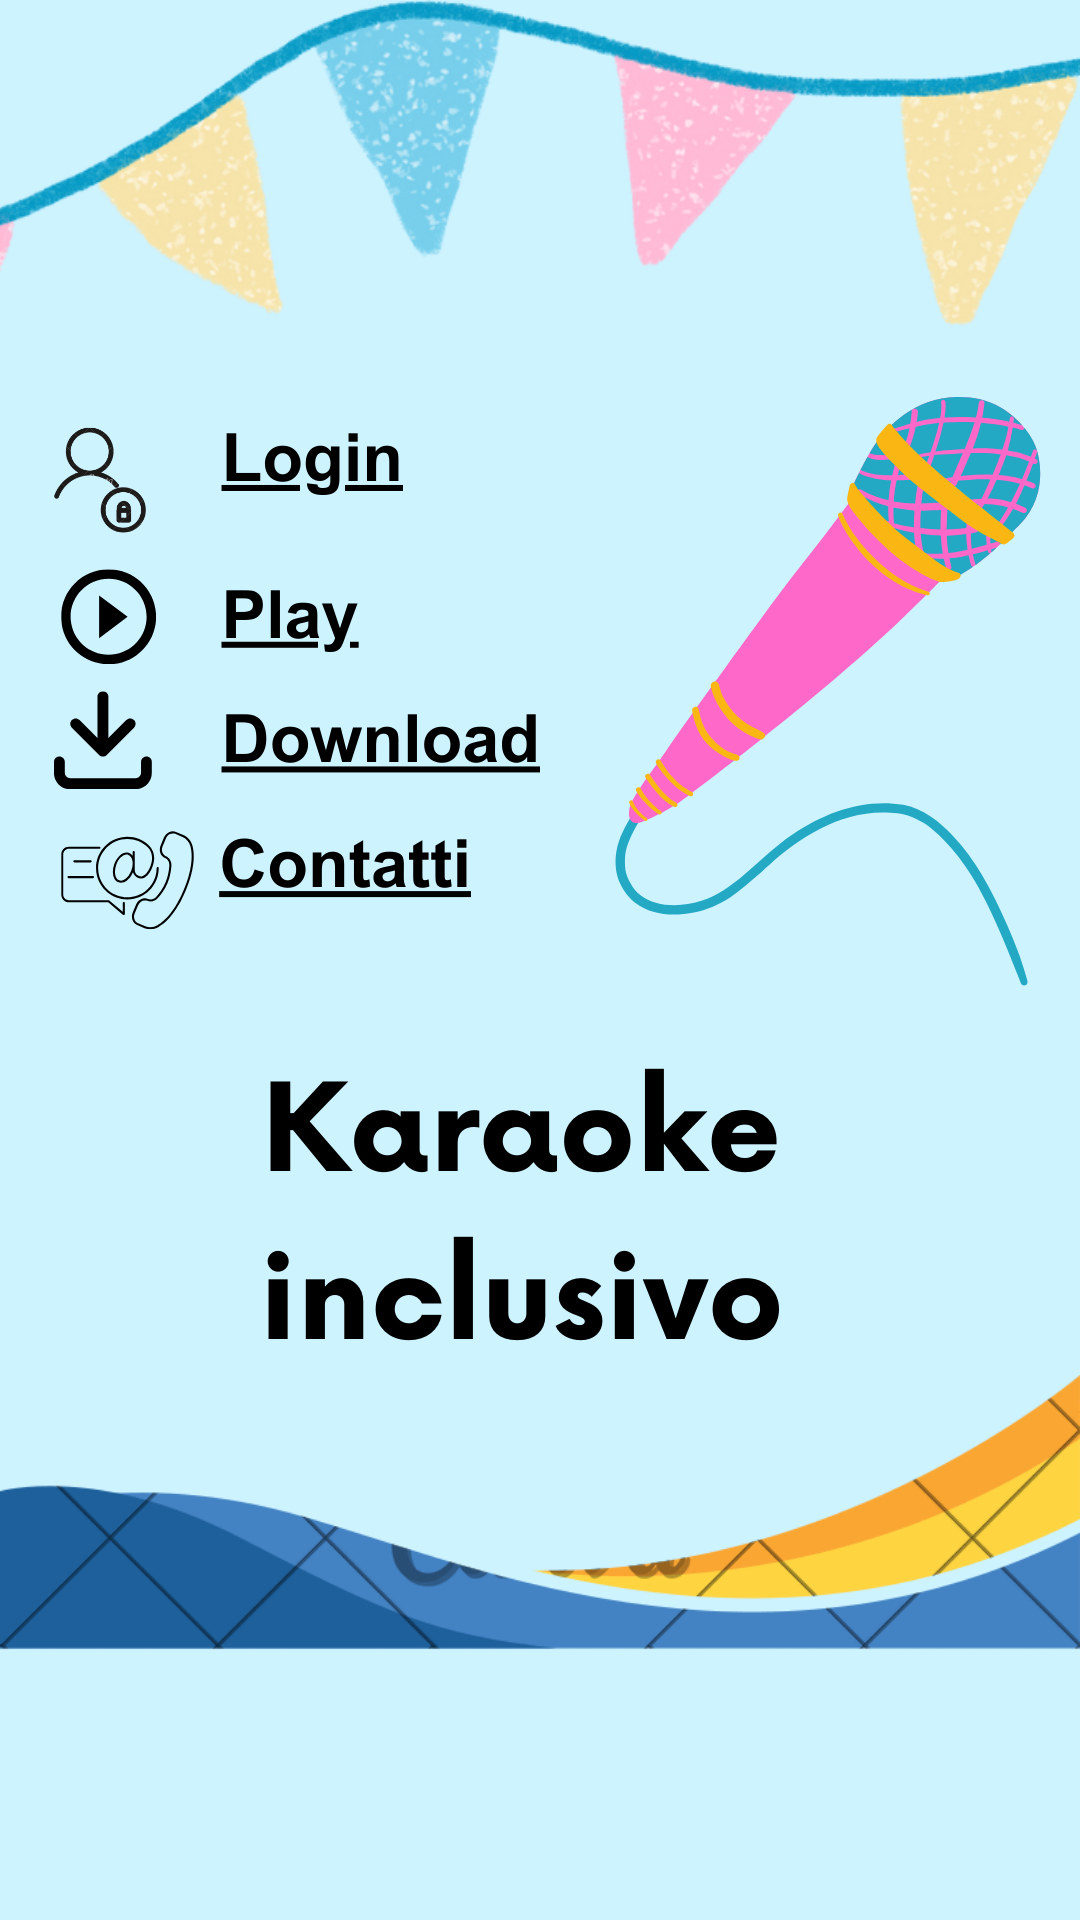 Login
Play
Download
Contatti
Karaoke
inclusivo